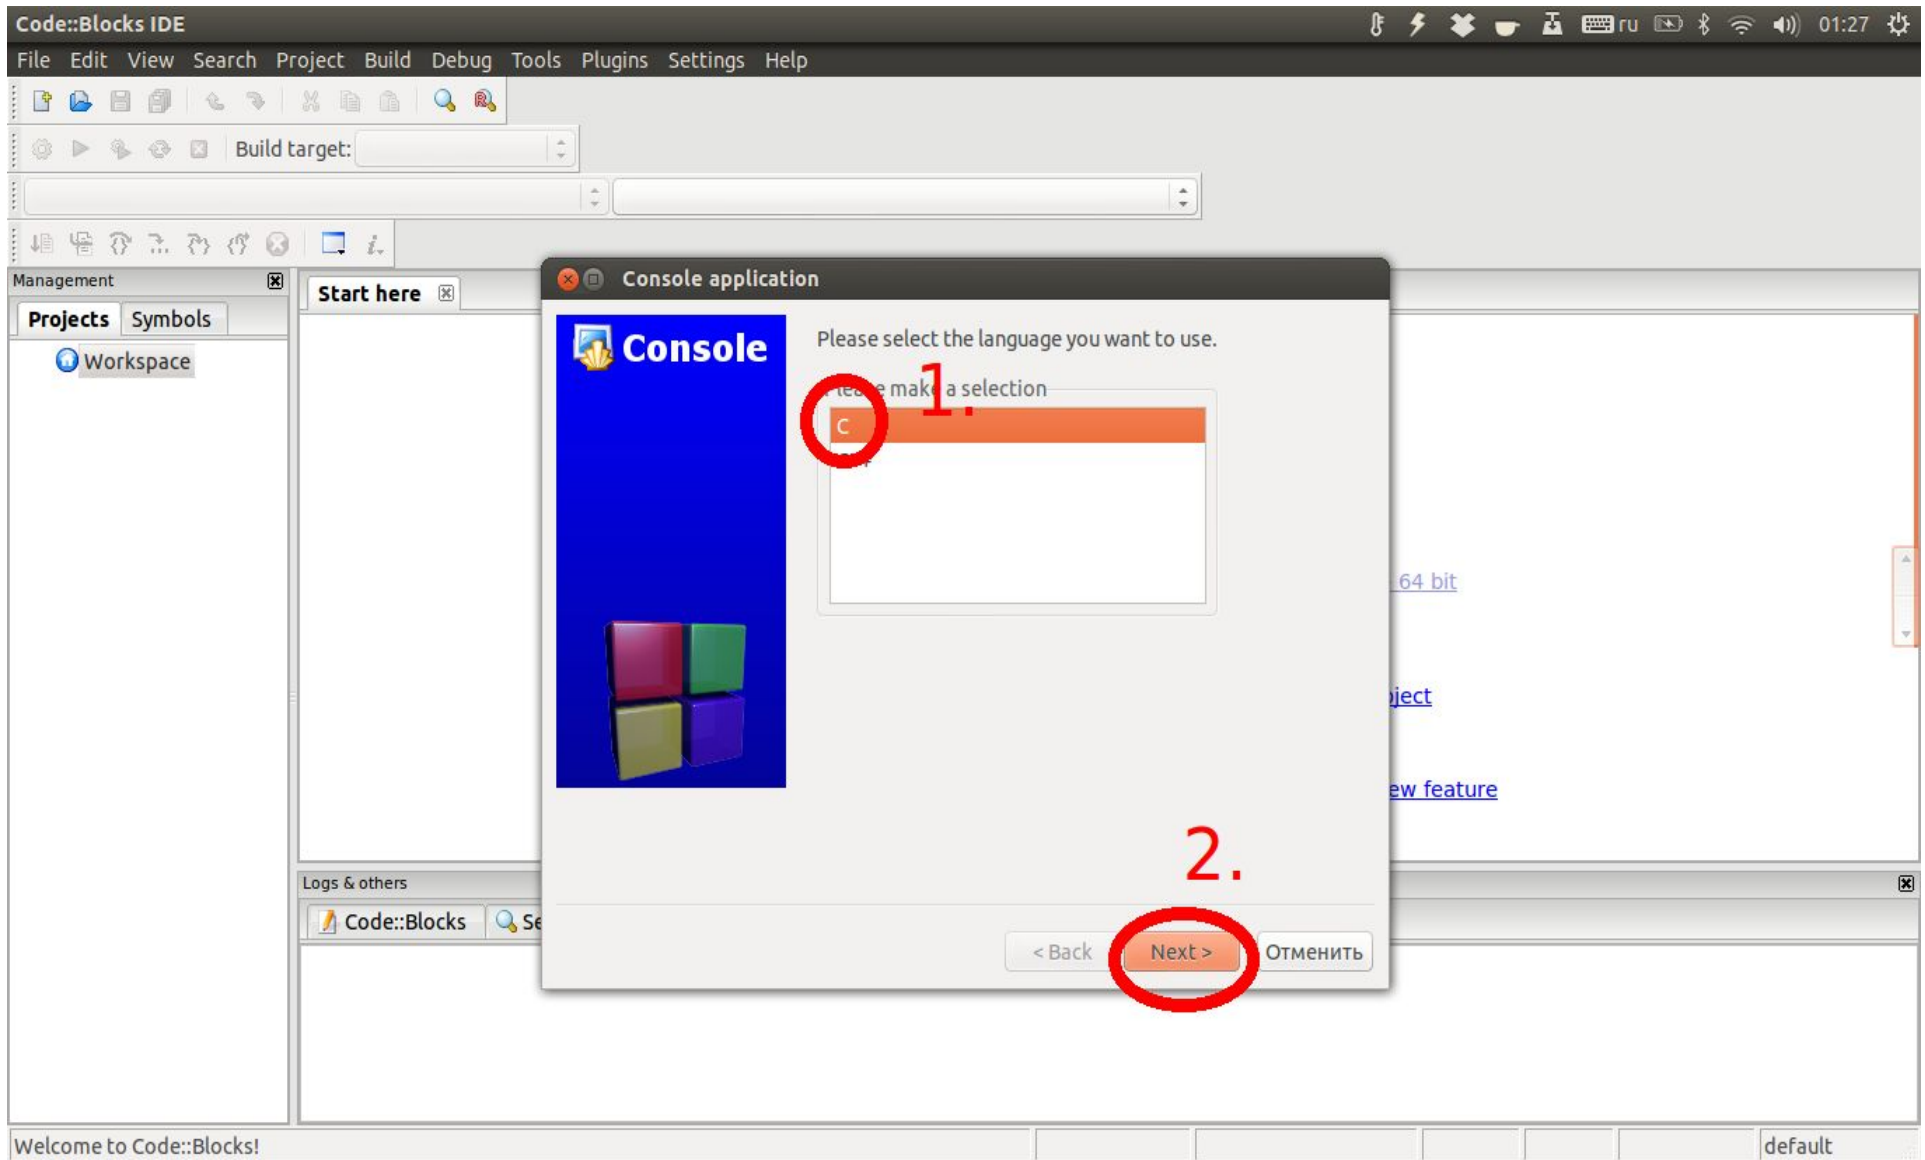 Code::Blocks IDE
ru
01:27
File Edit View Search Project Build Debug Tools Plugins Settings Help
Build target:
Management
Start here
Projects Symbols
Workspace
Console application
Console
Please select the language you want to use.
make a selection
1.
C
64 bit
ew feature
2.
Logs & others
Code::Blocks
< Back Next > Отменить
Welcome to Code::Blocks!
default